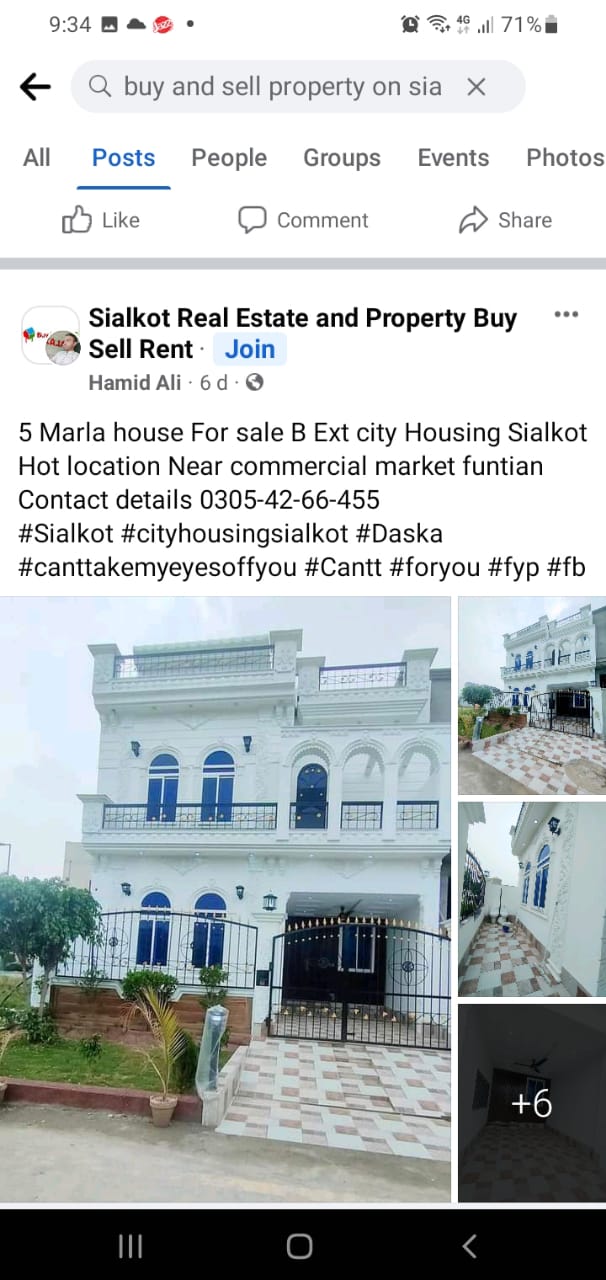 9:34 Jazz 4G 71%
buy and sell property on sia
All Posts People Groups Events Photos
Like Comment Share
Sialkot Real Estate and Property Buy
Sell Rent · Join
Hamid Ali · 6 d ·
5 Marla house For sale B Ext city Housing Sialkot
Hot location Near commercial market funtian
Contact details 0305-42-66-455
#Sialkot #cityhousingsialkot #Daska
#canttakemyeyesoffyou #Cantt #foryou #fyp #fb
+6